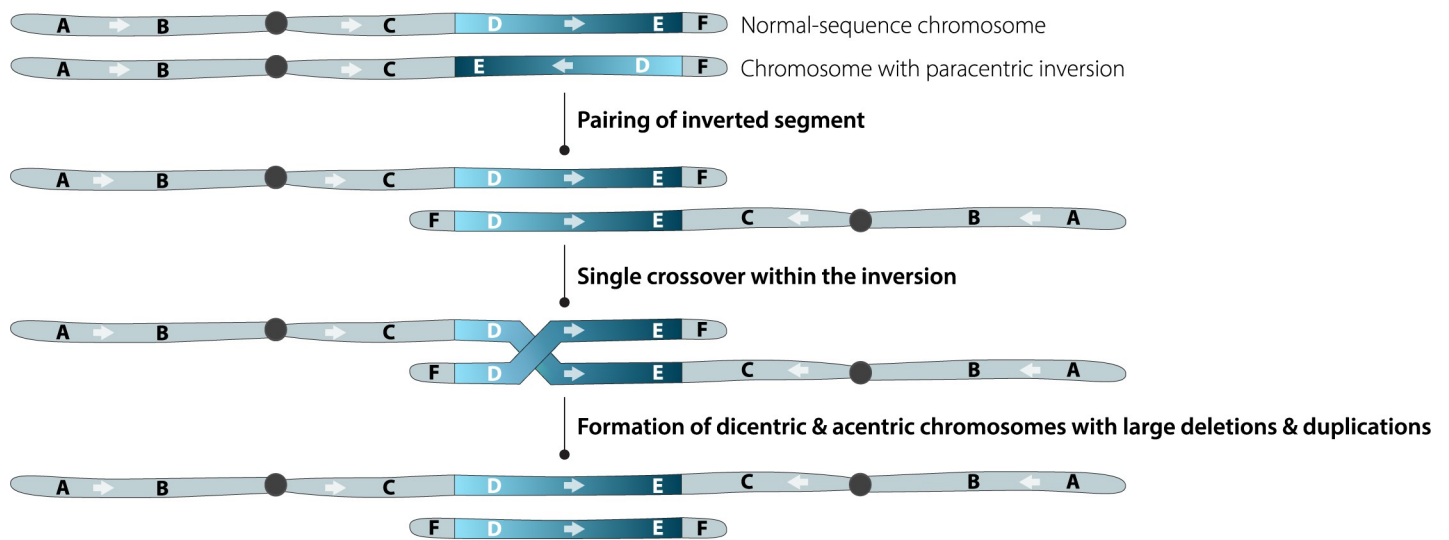 A B C D E F Normal-sequence chromosome
A B C E D F Chromosome with paracentric inversion
Pairing of inverted segment
A B C D E F
F D E C B A
Single crossover within the inversion
A B C D E F
F D E C B A
Formation of dicentric & acentric chromosomes with large deletions & duplications
A B C D E C B A
F D E F